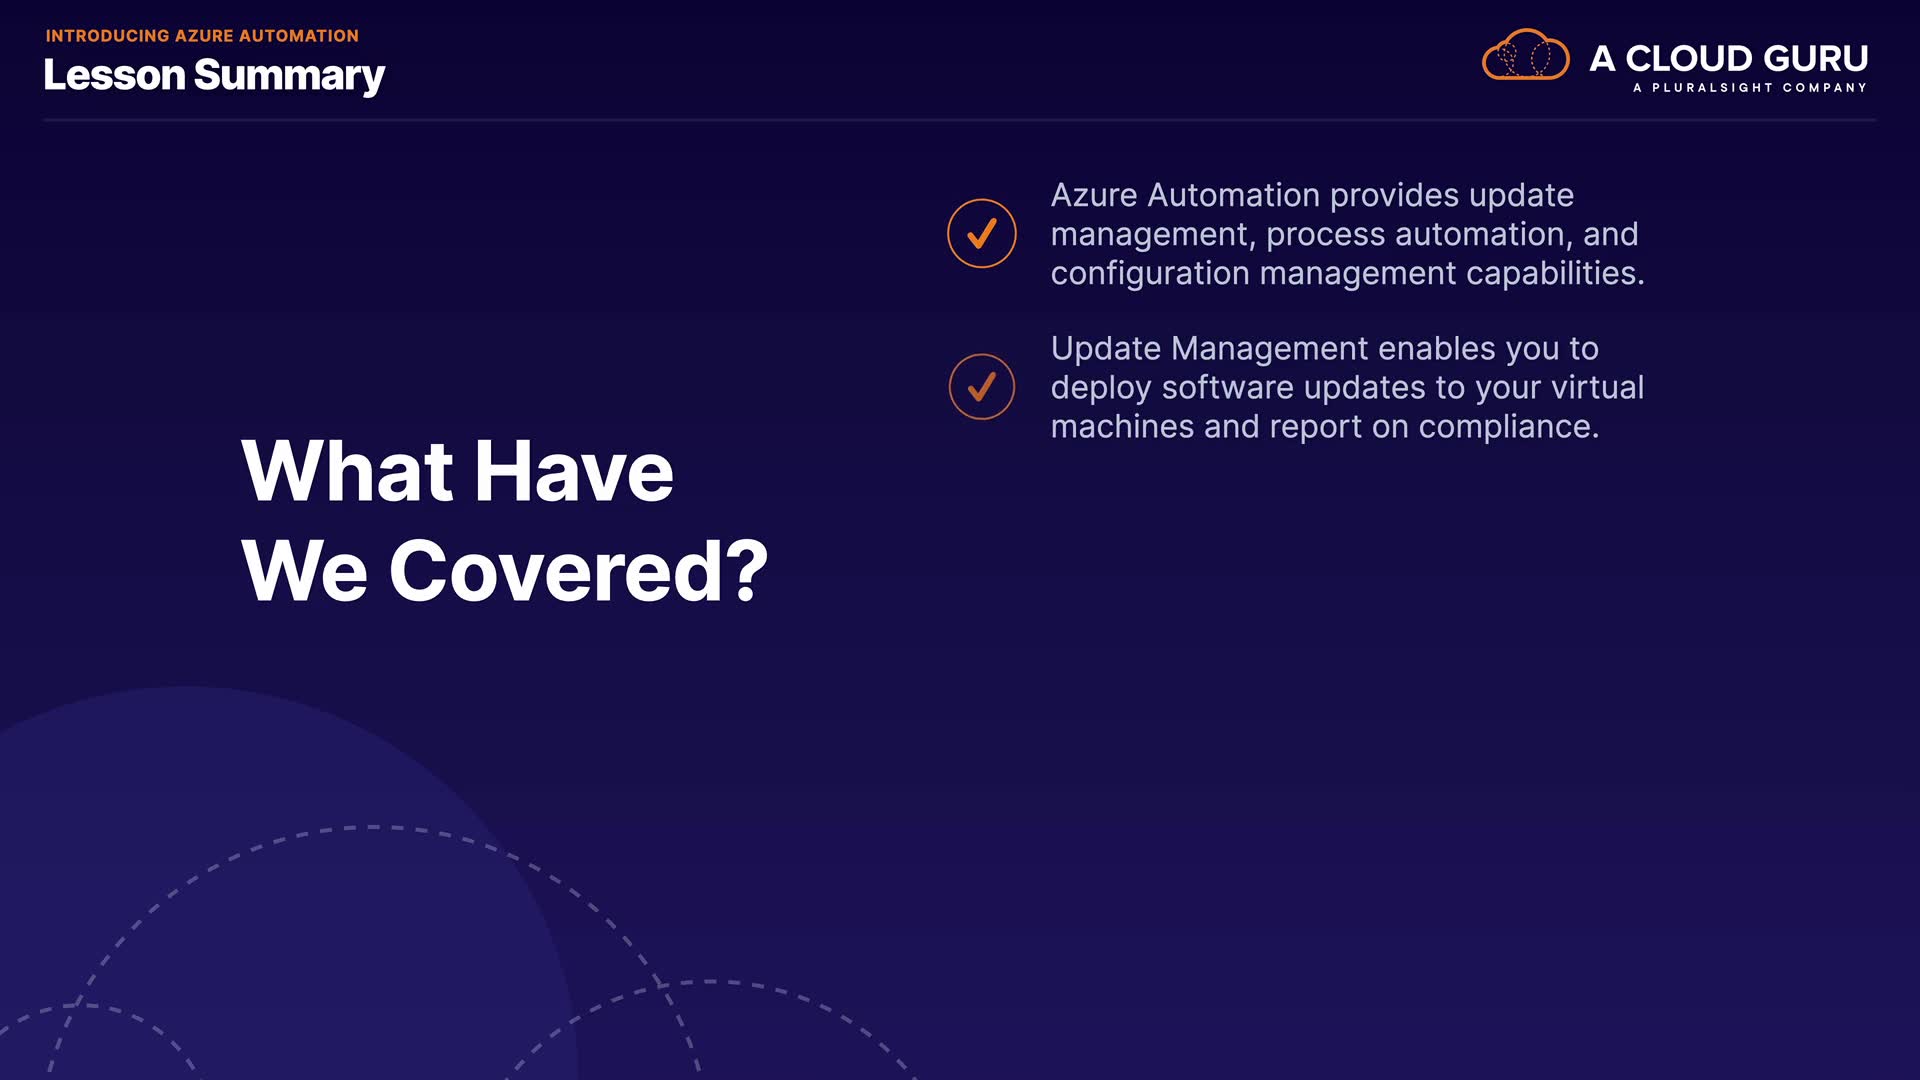 INTRODUCING AZURE AUTOMATION
Lesson Summary
A CLOUD GURU
A PLURALSIGHT COMPANY
What Have
We Covered?
Azure Automation provides update
management, process automation, and
configuration management capabilities.
Update Management enables you to
deploy software updates to your virtual
machines and report on compliance.